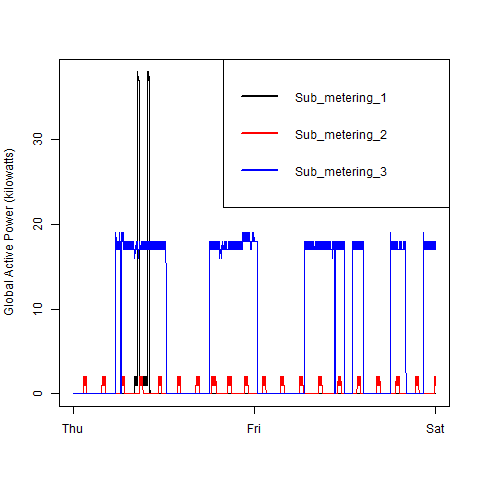 Sub_metering_1
Sub_metering_2
Sub_metering_3
Global Active Power (kilowatts)
30
20
10
0
Thu Fri Sat